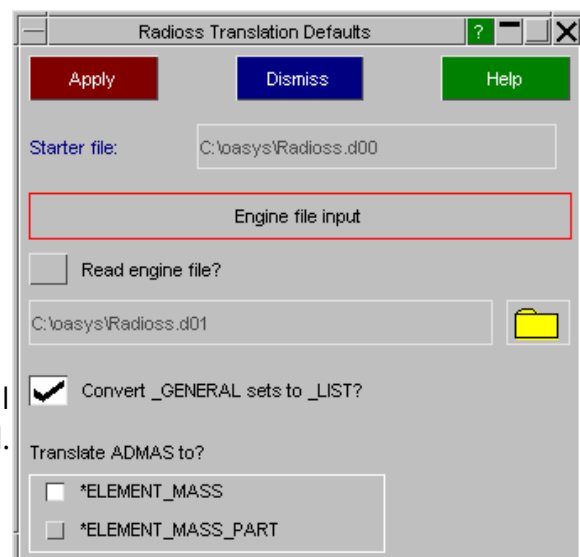 Radioss Translation Defaults ?
Apply Dismiss Help
Starter file: C:\oasys\Radioss.d00
Engine file input
Read engine file?
C:\oasys\Radioss.d01
Convert _GENERAL sets to _LIST?
Translate ADMAS to?
*ELEMENT_MASS
*ELEMENT_MASS_PART